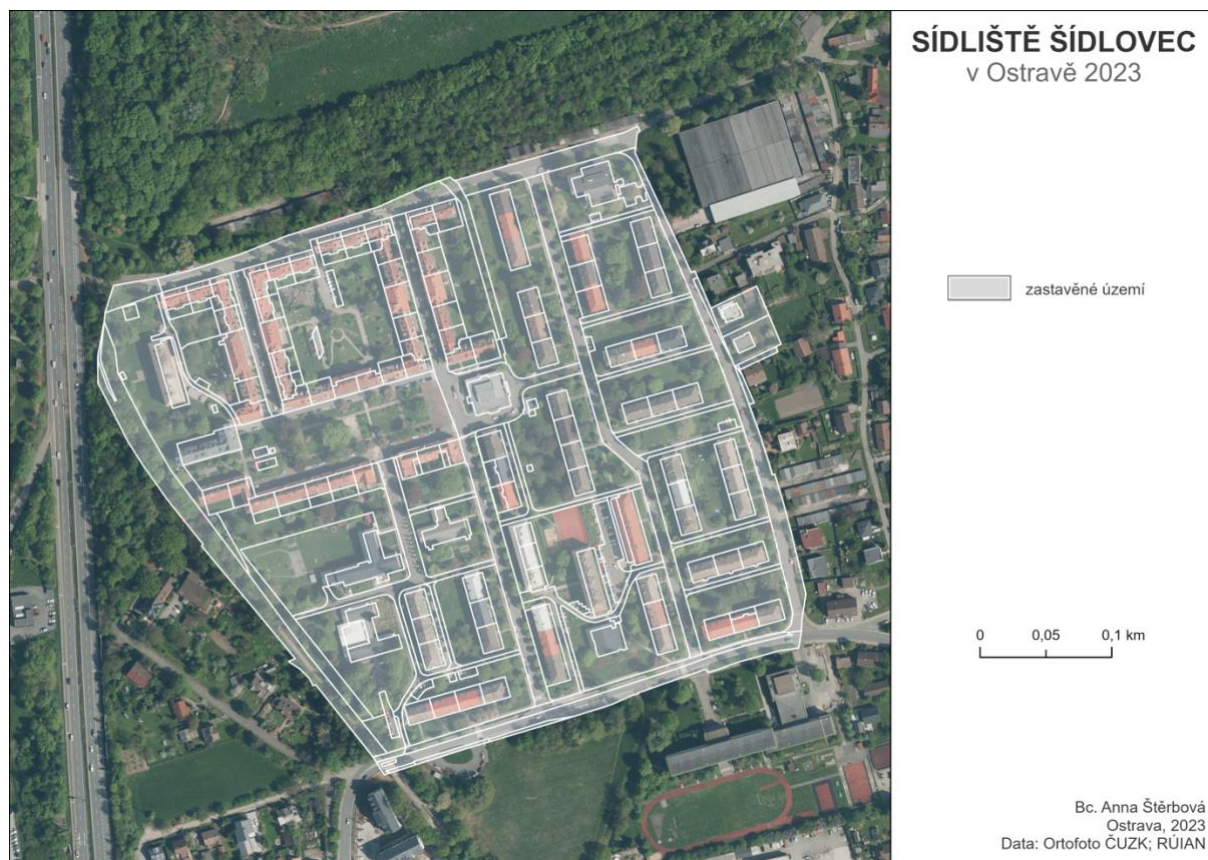 SÍDLIŠTĚ ŠÍDLOVEC
v Ostravě 2023
zastavěné území
0 0,05 0,1 km
Bc. Anna Štěrbová
Ostrava, 2023
Data: Ortofoto ČUZK; RÚIAN